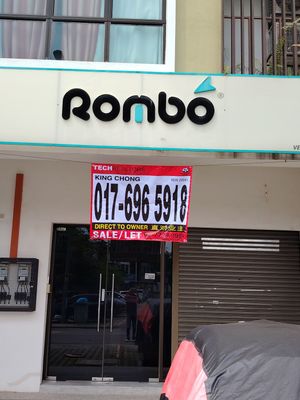 Rombo
®
TECH
KING CHONG
017-696 5918
DIRECT TO OWNER
SALE/LET